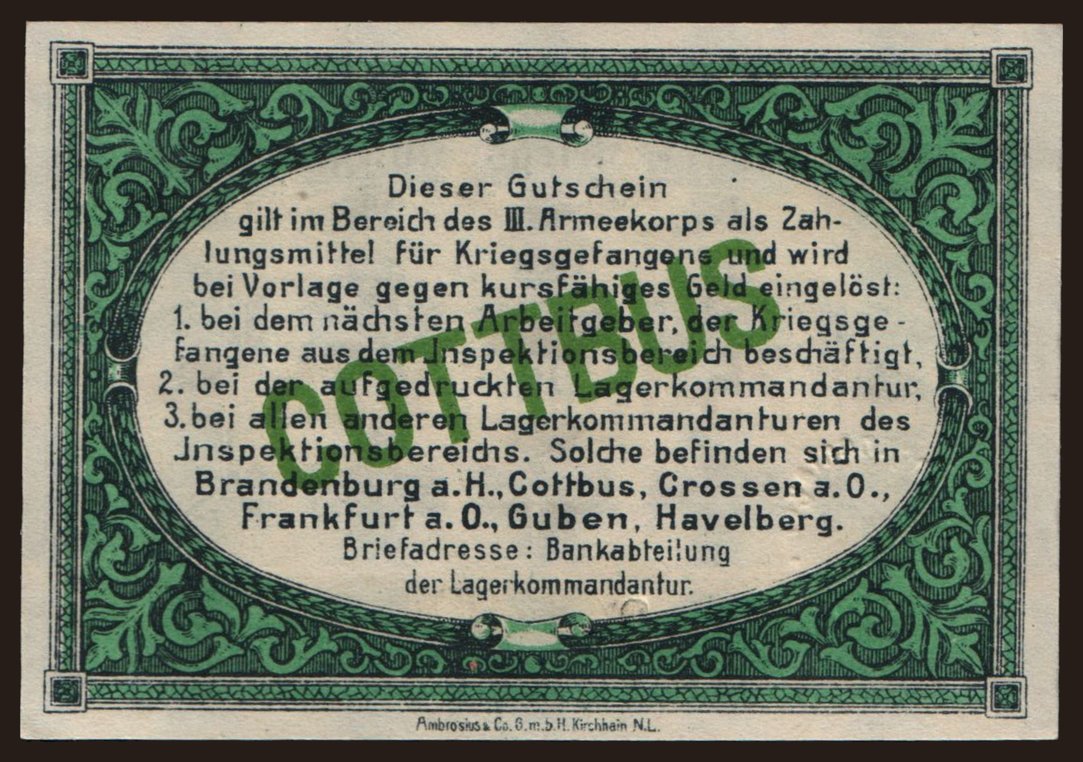 Dieser Gutschein
gilt im Bereich des III. Armeekorps als Zah-
lungsmittel für Kriegsgefangene und wird
bei Vorlage gegen kursfähiges Geld eingelöst:
1. bei dem nächsten Arbeitgeber, der Kriegsge-
fangene aus dem Jnspektionsbereich beschäftigt,
2. bei der aufgedruckten Lagerkommandantur,
3. bei allen anderen Lagerkommandanturen des
Jnspektionsbereichs. Solche befinden sich in
Brandenburg a.H., Cottbus, Crossen a.O.,
Frankfurt a.O., Guben, Havelberg.
Briefadresse: Bankabteilung
der Lagerkommandantur.
COTTBUS
Ambrosius & Co. G.m.b.H. Kirchhain N.L.